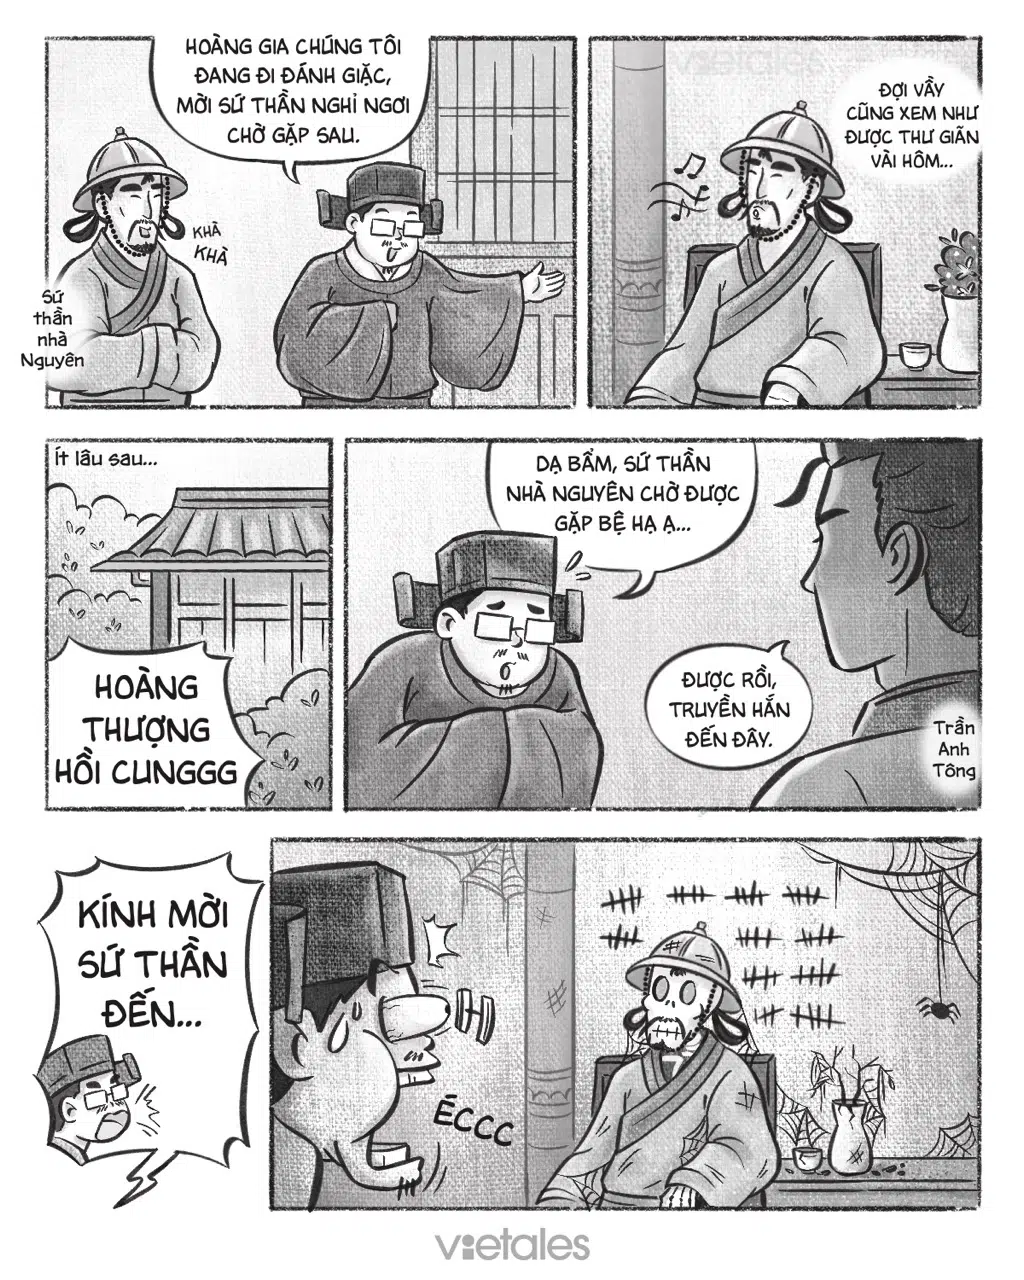 HOÀNG GIA CHÚNG TÔI
ĐANG ĐI ĐÁNH GIẶC,
MỜI SỨ THẦN NGHỈ NGƠI
CHỜ GẶP SAU.
KHÀ
KHÀ
Sứ
thần
nhà
Nguyên
vietales
ĐỢI VẦY
CŨNG XEM NHƯ
ĐƯỢC THƯ GIÃN
VÀI HÔM...
Ít lâu sau...
HOÀNG
THƯỢNG
HỒI CUNGGG
DẠ BẨM, SỨ THẦN
NHÀ NGUYÊN CHỜ ĐƯỢC
GẶP BỆ HẠ Ạ...
ĐƯỢC RỒI,
TRUYỀN HẮN
ĐẾN ĐÂY.
Trần
Anh
Tông
KÍNH MỜI
SỨ THẦN
ĐẾN...
ÉCCC
vietales